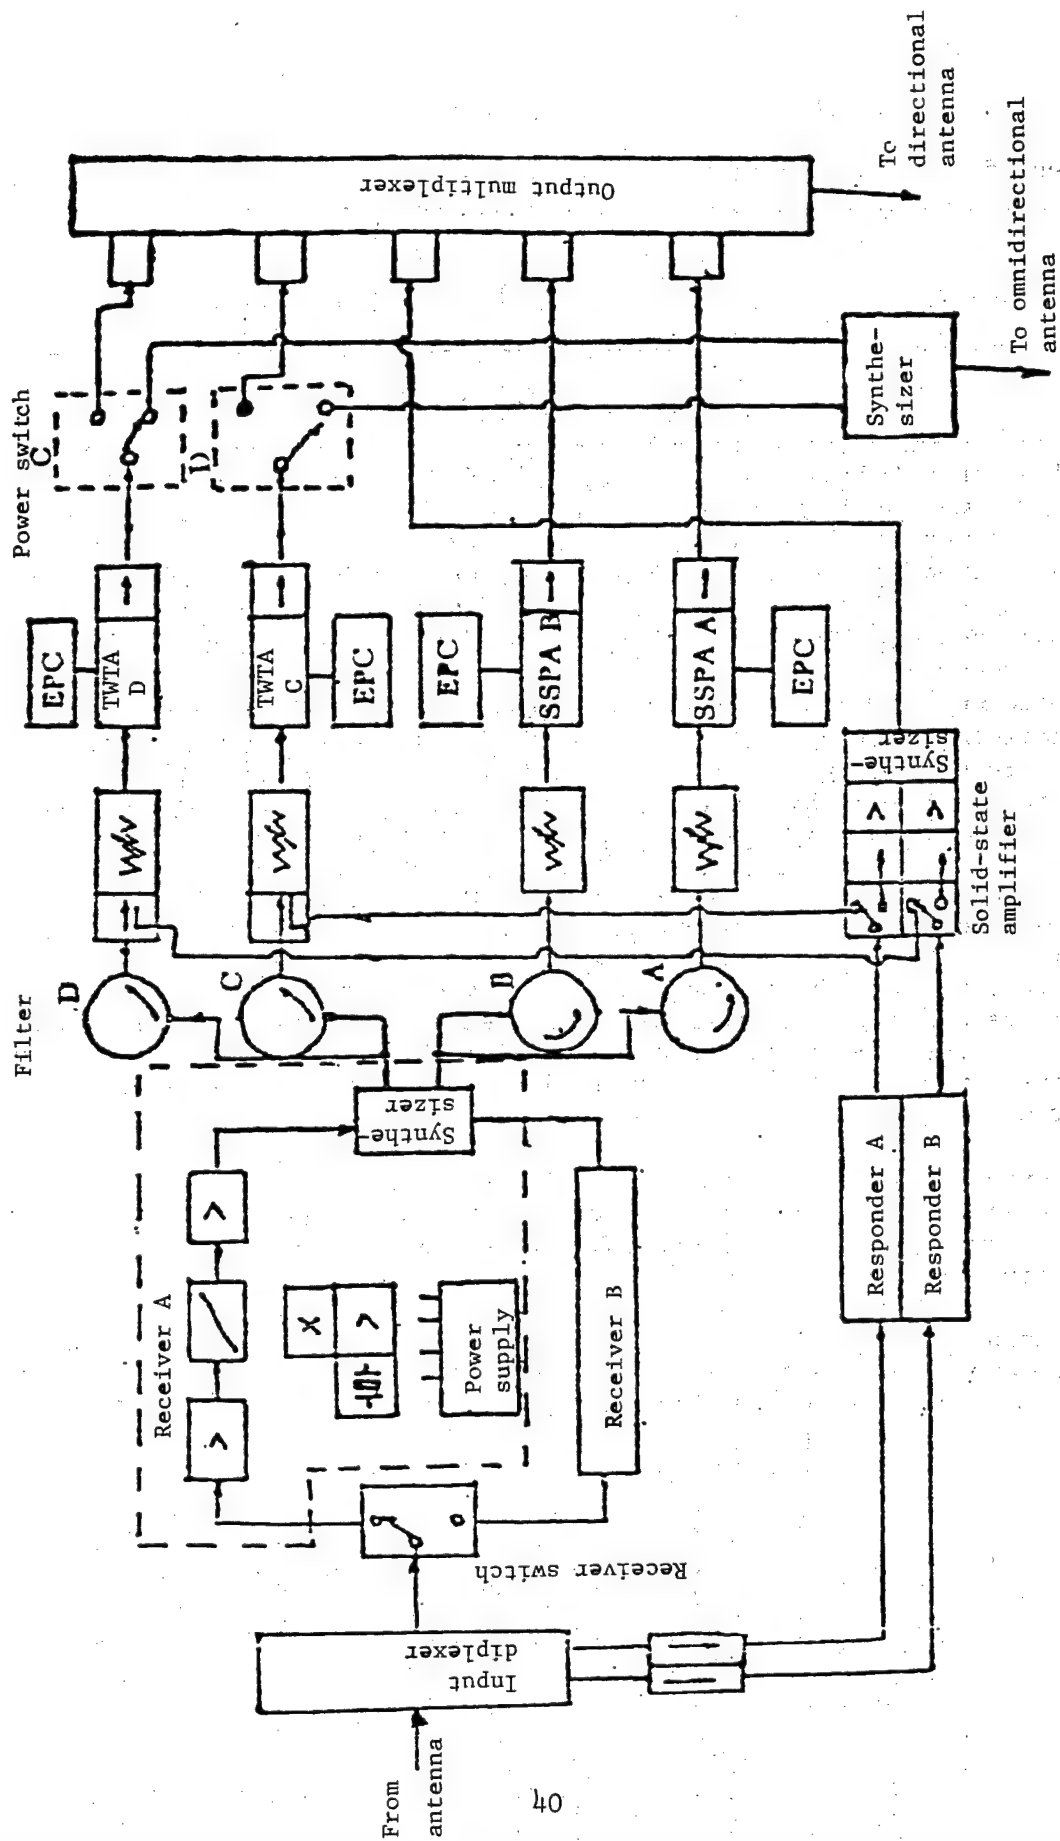 From
antenna
Input
diplexer
Receiver switch
Receiver A
Power
supply
Receiver B
Synthe-
sizer
Filter
D
C
B
A
EPC
TWTA
D
TWTA
C
EPC
EPC
SSPA B
SSPA A
EPC
Power switch
C
D
Output multiplexer
To
directional
antenna
Synthe-
sizer
To omnidirectional
antenna
Responder A
Responder B
Synthe-
sizer
Solid-state
amplifier
40